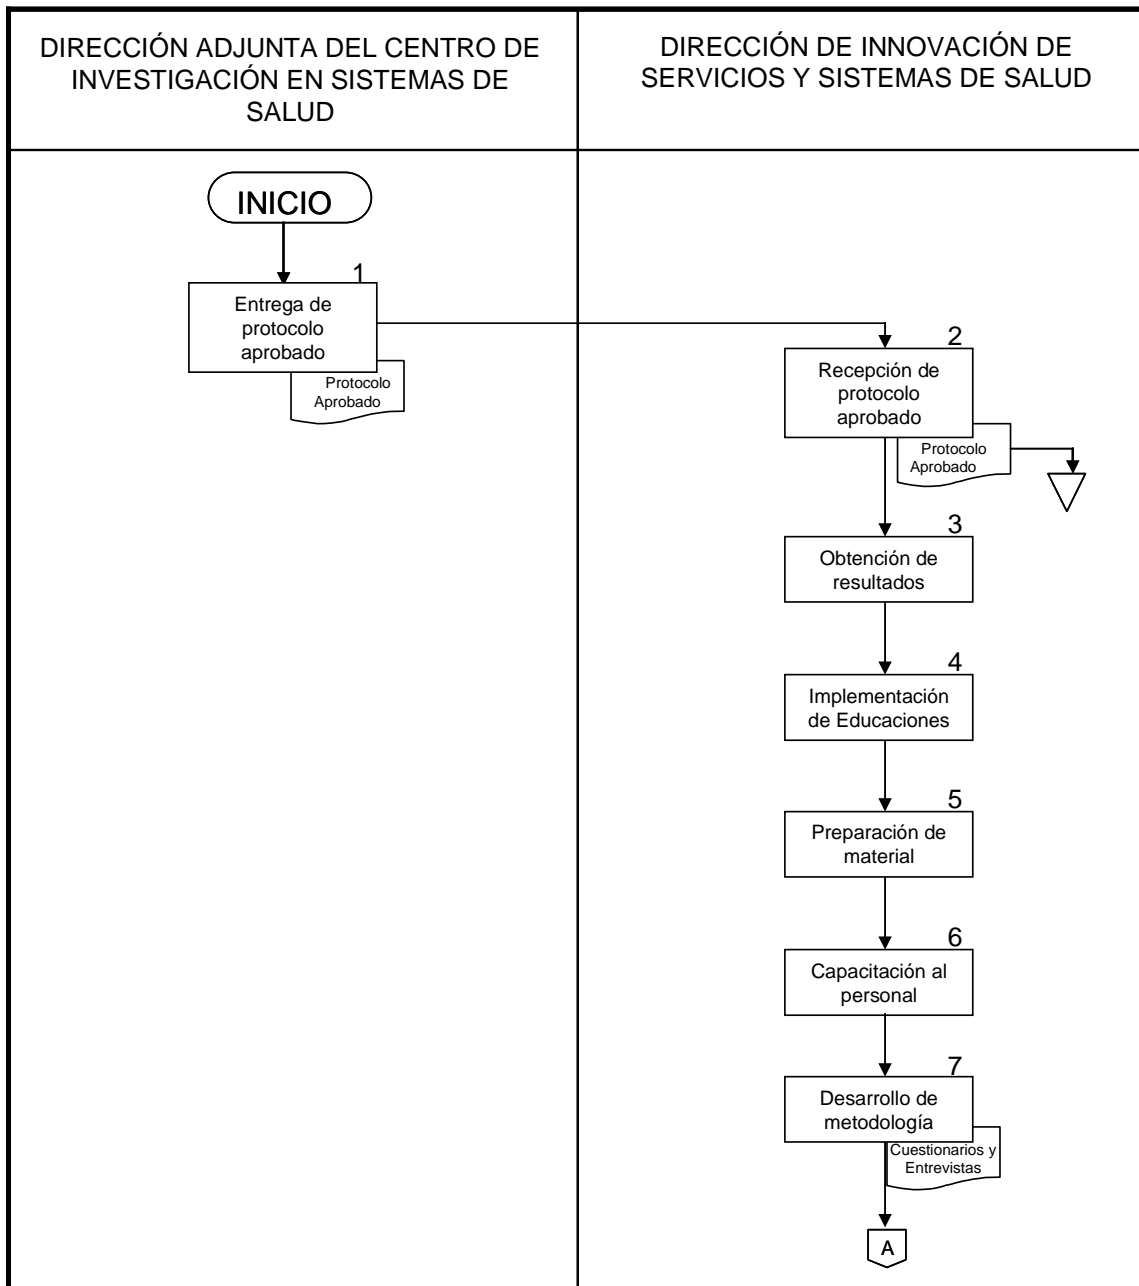 DIRECCIÓN ADJUNTA DEL CENTRO DE
INVESTIGACIÓN EN SISTEMAS DE
SALUD
DIRECCIÓN DE INNOVACIÓN DE
SERVICIOS Y SISTEMAS DE SALUD
INICIO
1
Entrega de
protocolo
aprobado
Protocolo
Aprobado
2
Recepción de
protocolo
aprobado
Protocolo
Aprobado
3
Obtención de
resultados
4
Implementación
de Educaciones
5
Preparación de
material
6
Capacitación al
personal
7
Desarrollo de
metodología
Cuestionarios y
Entrevistas
A